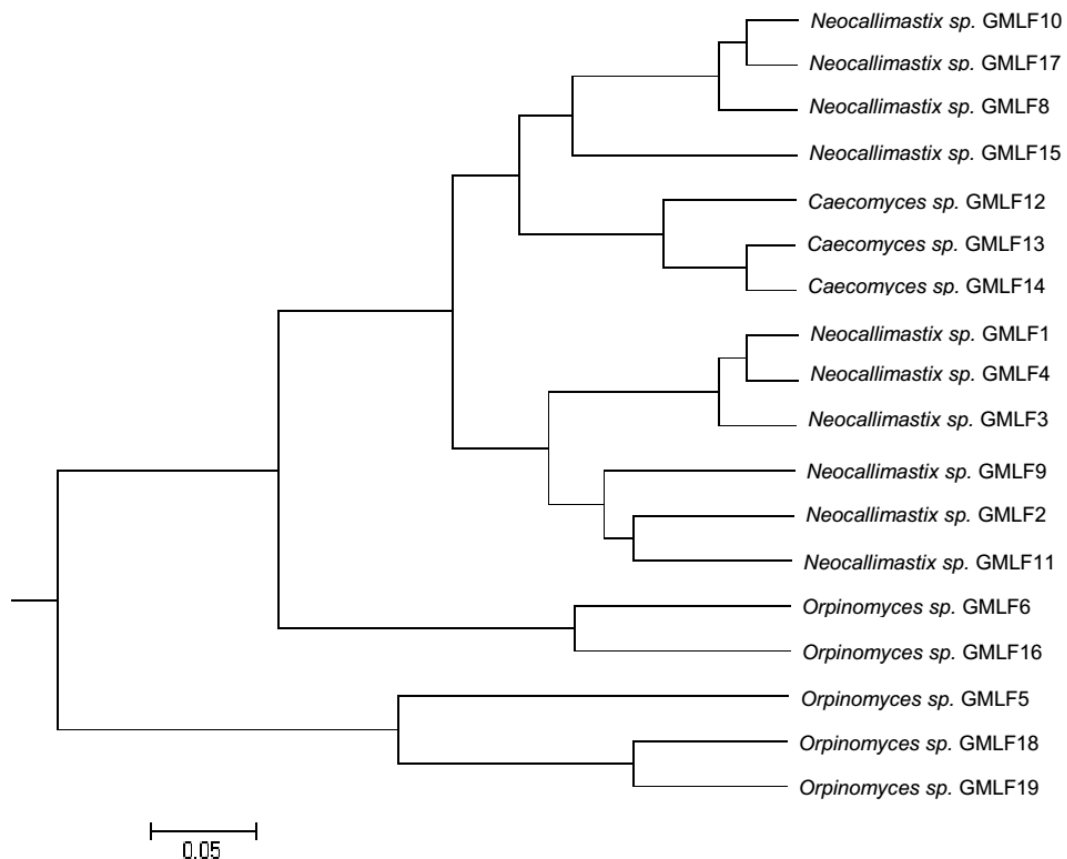 Neocallimastix sp. GMLF10
Neocallimastix sp. GMLF17
Neocallimastix sp. GMLF8
Neocallimastix sp. GMLF15
Caecomyces sp. GMLF12
Caecomyces sp. GMLF13
Caecomyces sp. GMLF14
Neocallimastix sp. GMLF1
Neocallimastix sp. GMLF4
Neocallimastix sp. GMLF3
Neocallimastix sp. GMLF9
Neocallimastix sp. GMLF2
Neocallimastix sp. GMLF11
Orpinomyces sp. GMLF6
Orpinomyces sp. GMLF16
Orpinomyces sp. GMLF5
Orpinomyces sp. GMLF18
Orpinomyces sp. GMLF19
0.05